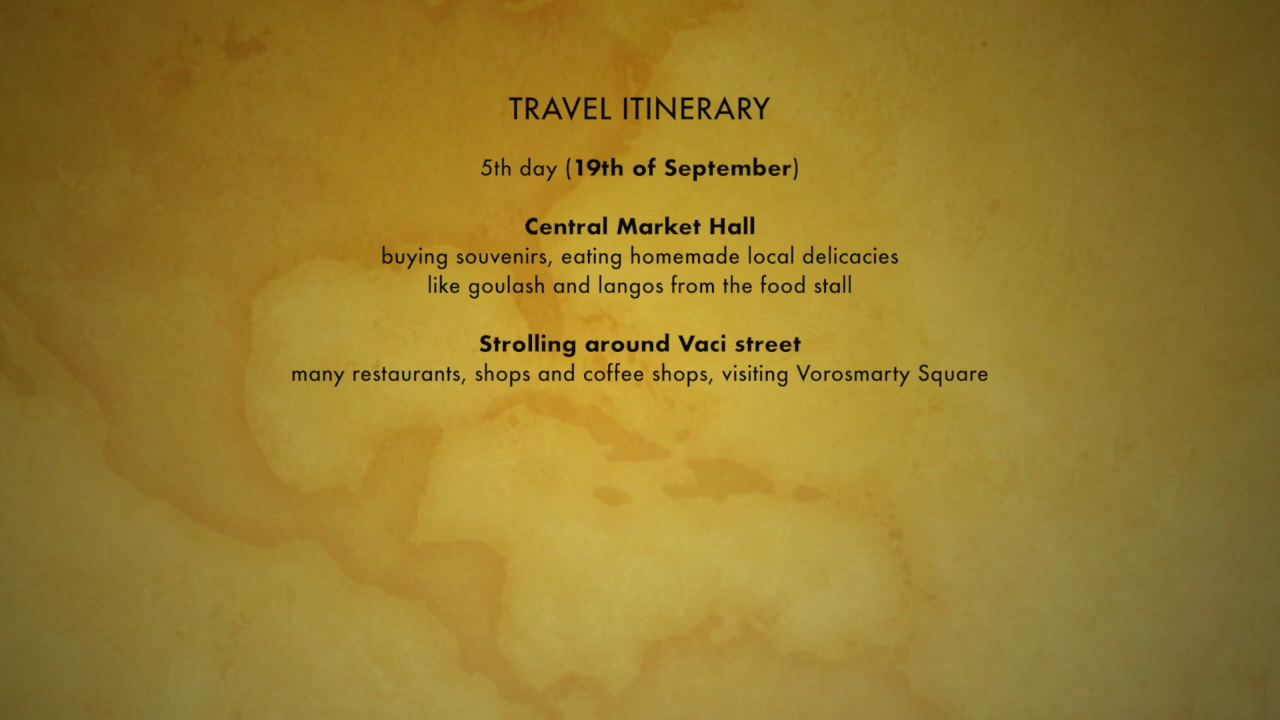 TRAVEL ITINERARY
5th day (19th of September)
Central Market Hall
buying souvenirs, eating homemade local delicacies
like goulash and langos from the food stall
Strolling around Vaci street
many restaurants, shops and coffee shops, visiting Vorosmarty Square